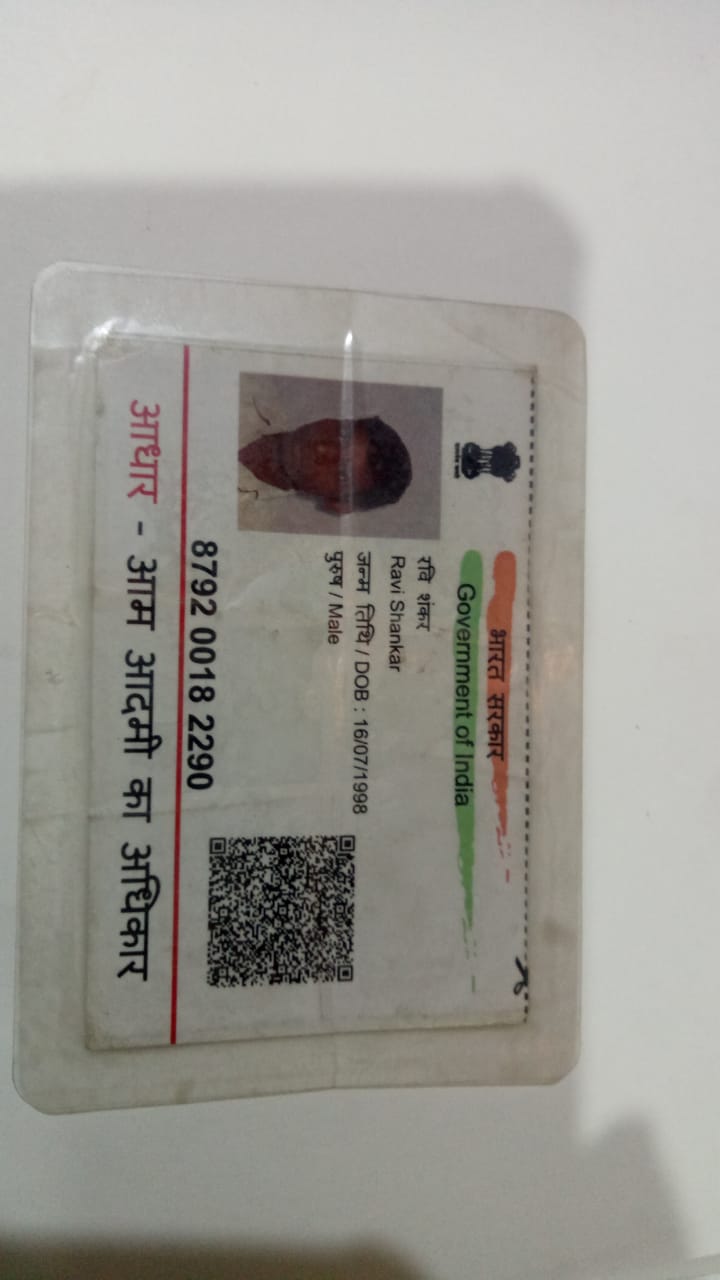 भारत सरकार
Government of India
रवि शंकर
Ravi Shankar
जन्म तिथि / DOB : 16/07/1998
पुरुष / Male
8792 0018 2290
आधार - आम आदमी का अधिकार